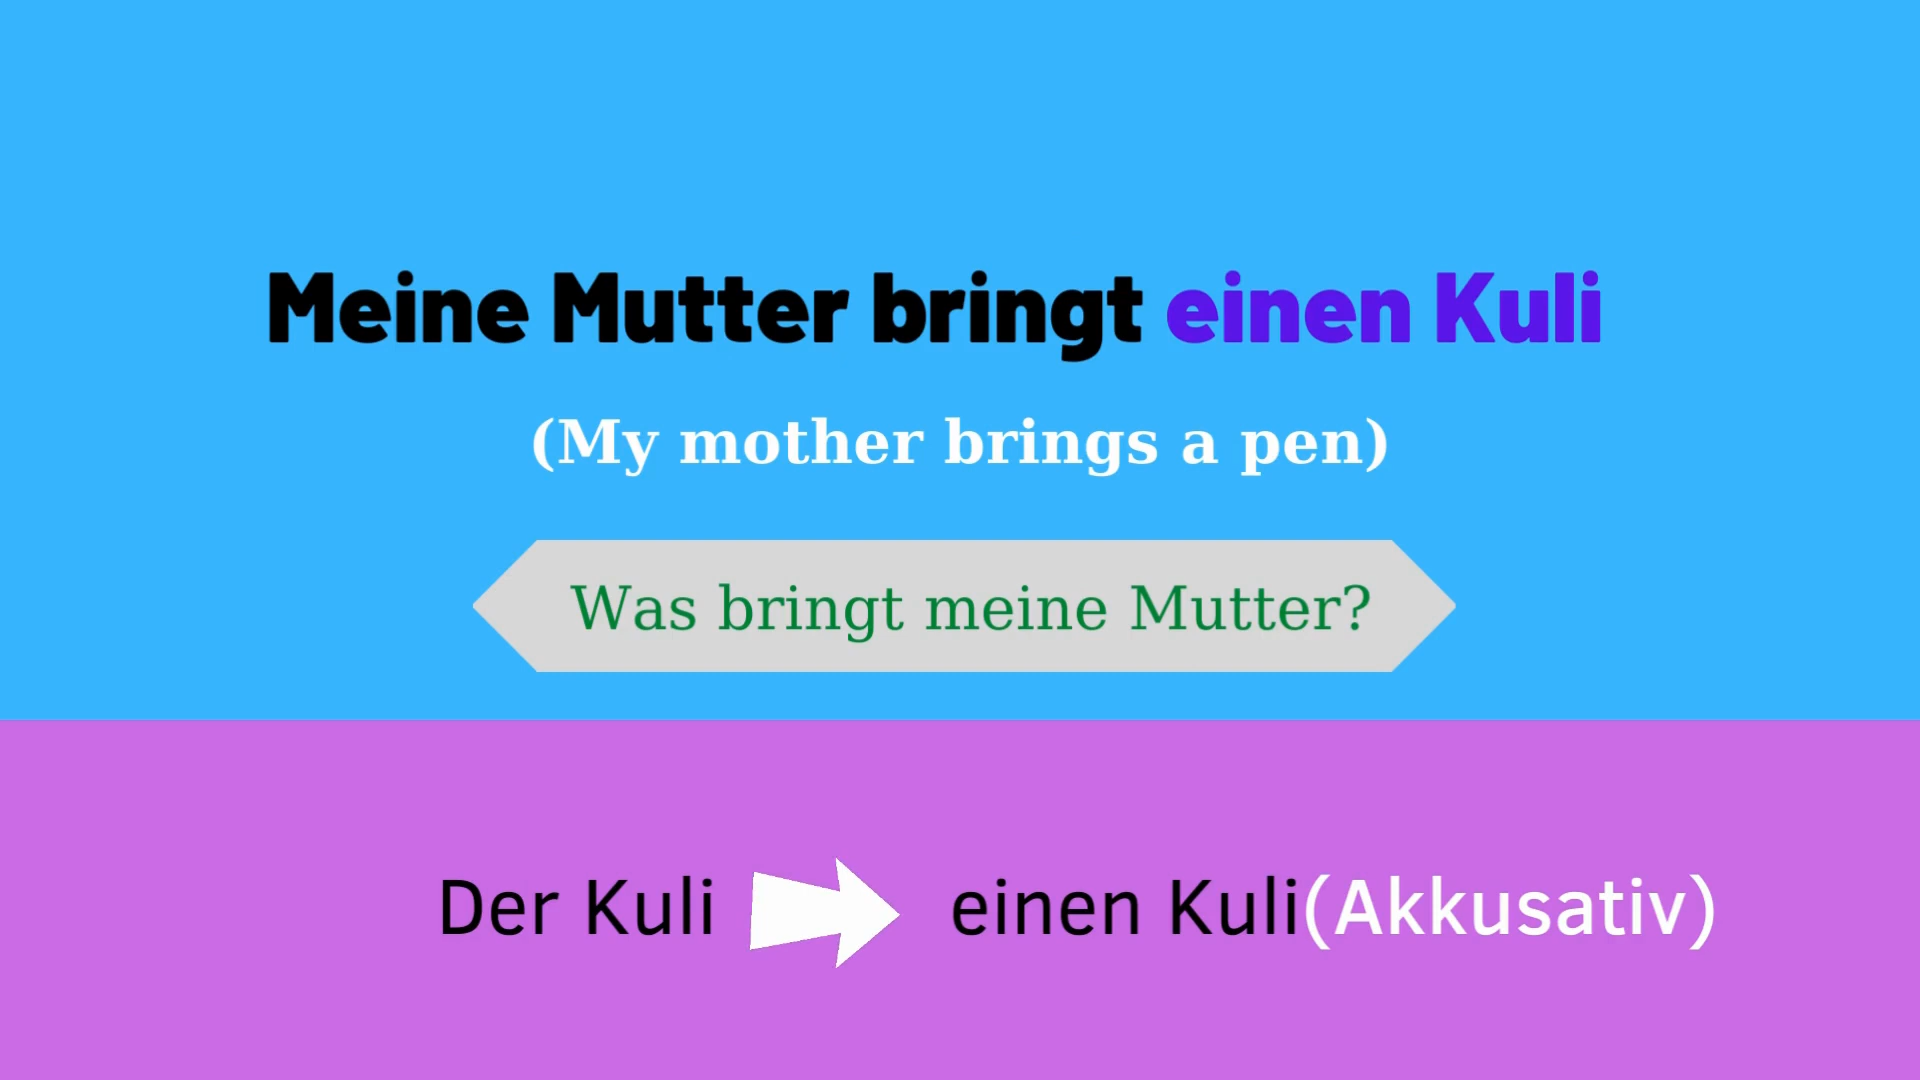 Meine Mutter bringt einen Kuli
(My mother brings a pen)
Was bringt meine Mutter?
Der Kuli einen Kuli(Akkusativ)